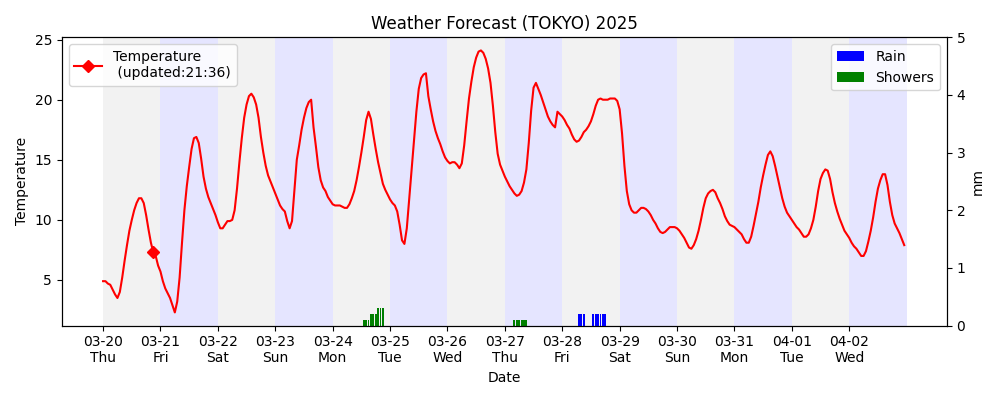 Weather Forecast (TOKYO) 2025
Temperature
(updated:21:36)
Rain
Showers
Temperature
25
20
15
10
5
5
4
3
2
1
0
mm
03-20 03-21 03-22 03-23 03-24 03-25 03-26 03-27 03-28 03-29 03-30 03-31 04-01 04-02
Thu Fri Sat Sun Mon Tue Wed Thu Fri Sat Sun Mon Tue Wed
Date